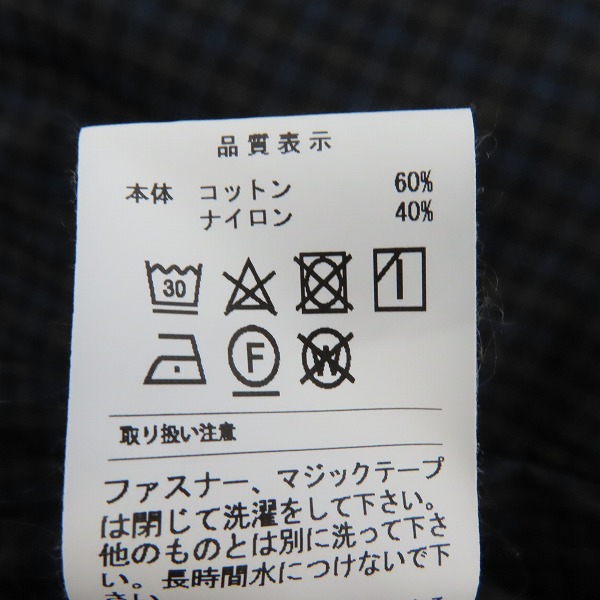 品質表示
本体 コットン 60%
ナイロン 40%
30
F W
取り扱い注意
ファスナー、マジックテープ
は閉じて洗濯をして下さい。
他のものとは別に洗って下さ
い。長時間水につけないで下
さい。